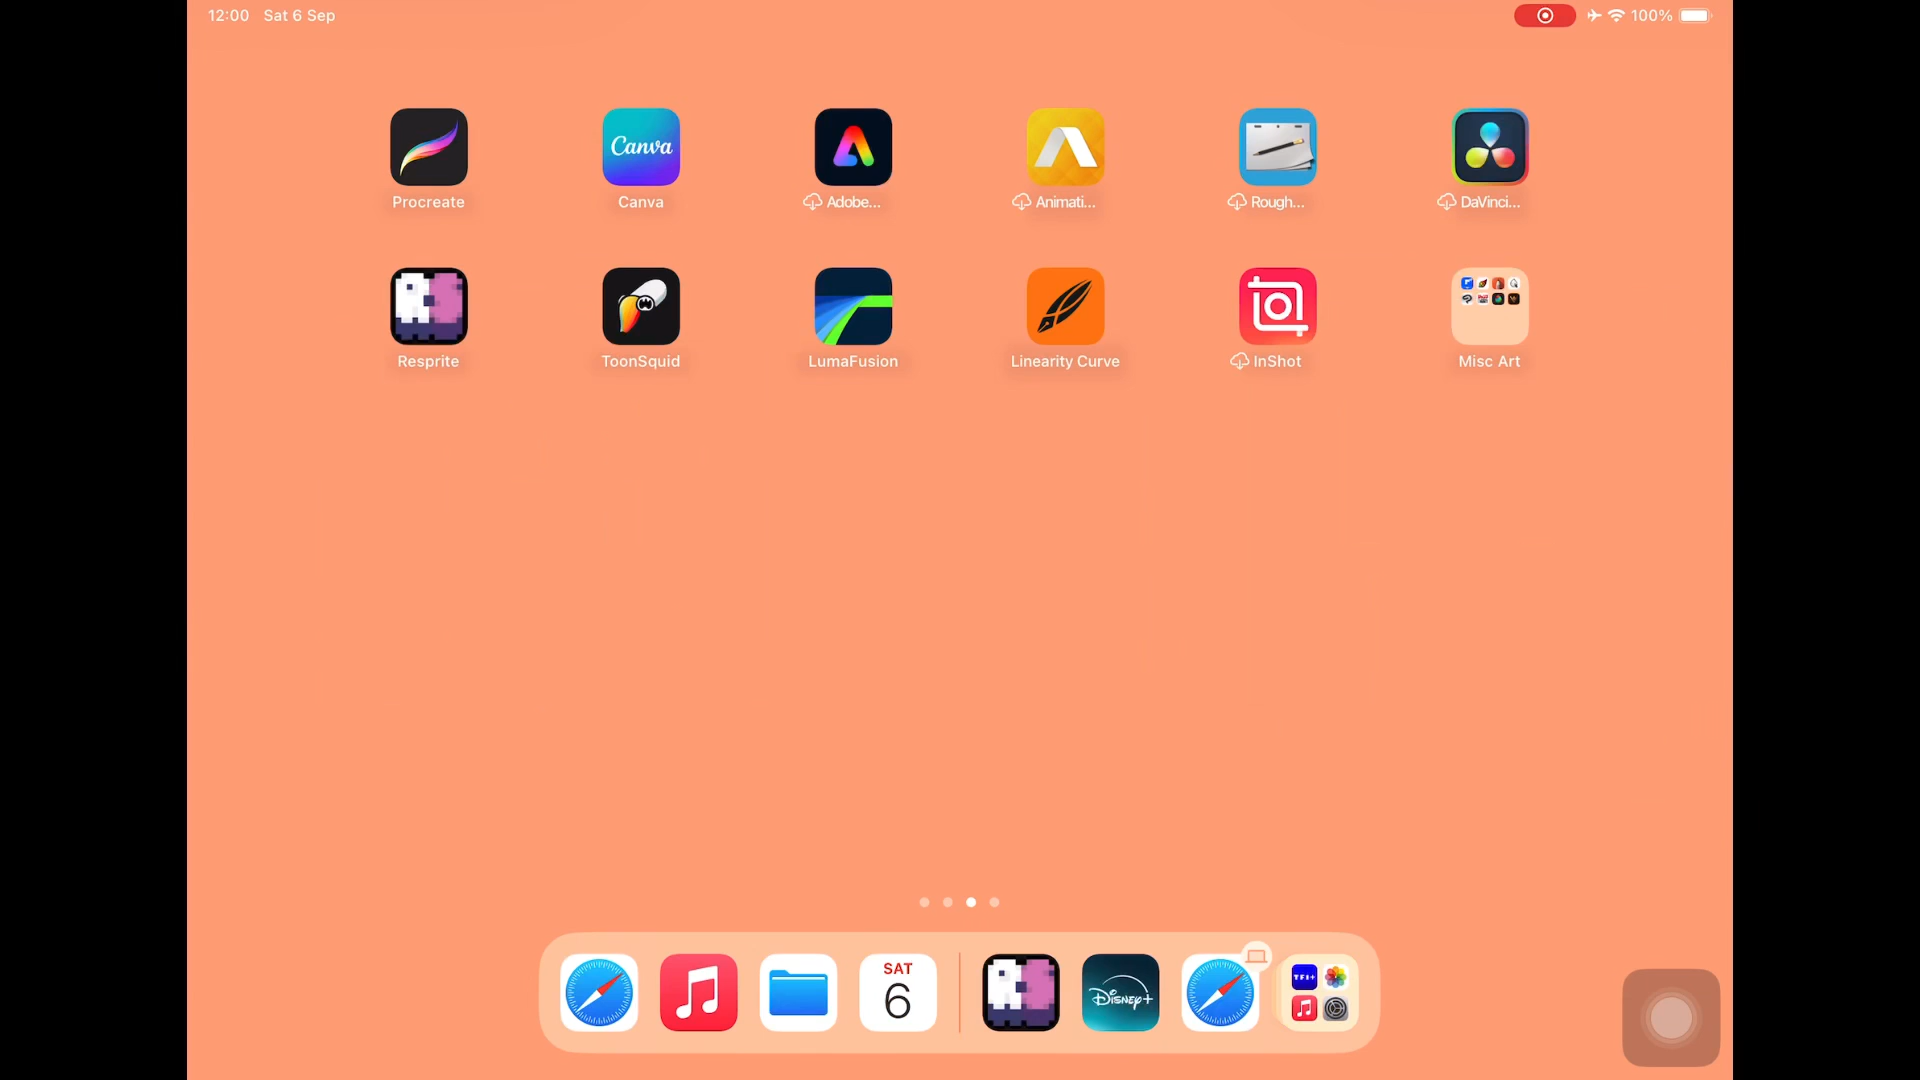 12:00 Sat 6 Sep
100%
Canva
Procreate
Canva
Adobe...
Animati...
Rough...
DaVinci...
Resprite
ToonSquid
LumaFusion
Linearity Curve
InShot
Misc Art
SAT
6
Disney+
TF1+